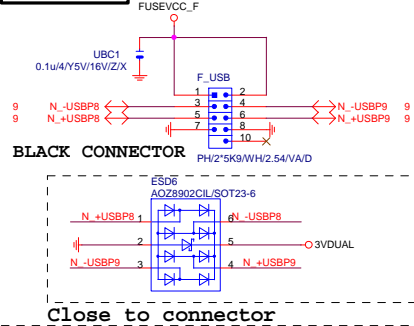 FUSEVCC_F
UBC1
0.1u/4/Y5V/16V/Z/X
F_USB
1 2
9 N_-USBP8 3 4 N_-USBP9 9
9 N_+USBP8 5 6 N_+USBP9 9
7 8
10
BLACK CONNECTOR PH/2*5K9/WH/2.54/VA/D
ESD6
AOZ8902CIL/SOT23-6
N_+USBP8 1 6 N_-USBP8
2 5 3VDUAL
N_-USBP9 3 4 N_+USBP9
Close to connector